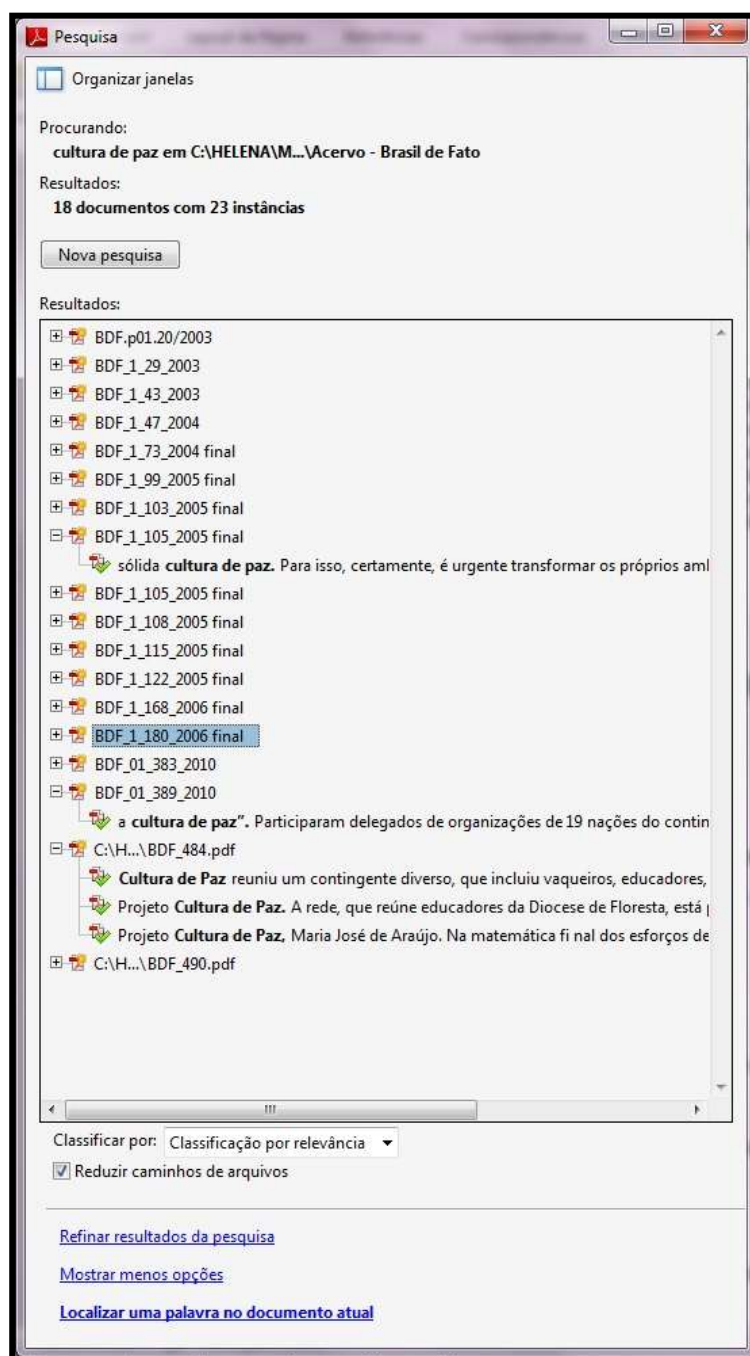 Pesquisa
Organizar janelas
Procurando:
cultura de paz em C:\HELENA\M...\Acervo - Brasil de Fato
Resultados:
18 documentos com 23 instâncias
Nova pesquisa
Resultados:
BDF.p01.20/2003
BDF_1_29_2003
BDF_1_43_2003
BDF_1_47_2004
BDF_1_73_2004 final
BDF_1_99_2005 final
BDF_1_103_2005 final
BDF_1_105_2005 final
sólida cultura de paz. Para isso, certamente, é urgente transformar os próprios
BDF_1_105_2005 final
BDF_1_108_2005 final
BDF_1_115_2005 final
BDF_1_122_2005 final
BDF_1_168_2006 final
BDF_1_180_2006 final
BDF_01_383_2010
BDF_01_389_2010
a cultura de paz". Participaram delegados de organizações de 19 nações do contin
C:\H...\BDF_484.pdf
Cultura de Paz reuniu um contingente diverso, que incluiu vaqueiros, educadores,
Projeto Cultura de Paz. A rede, que reúne educadores da Diocese de Floresta, está
Projeto Cultura de Paz, Maria José de Araújo. Na matemática fi nal dos esforços de
C:\H...\BDF_490.pdf
Classificar por: Classificação por relevância
Reduzir caminhos de arquivos
Refinar resultados da pesquisa
Mostrar menos opções
Localizar uma palavra no documento atual